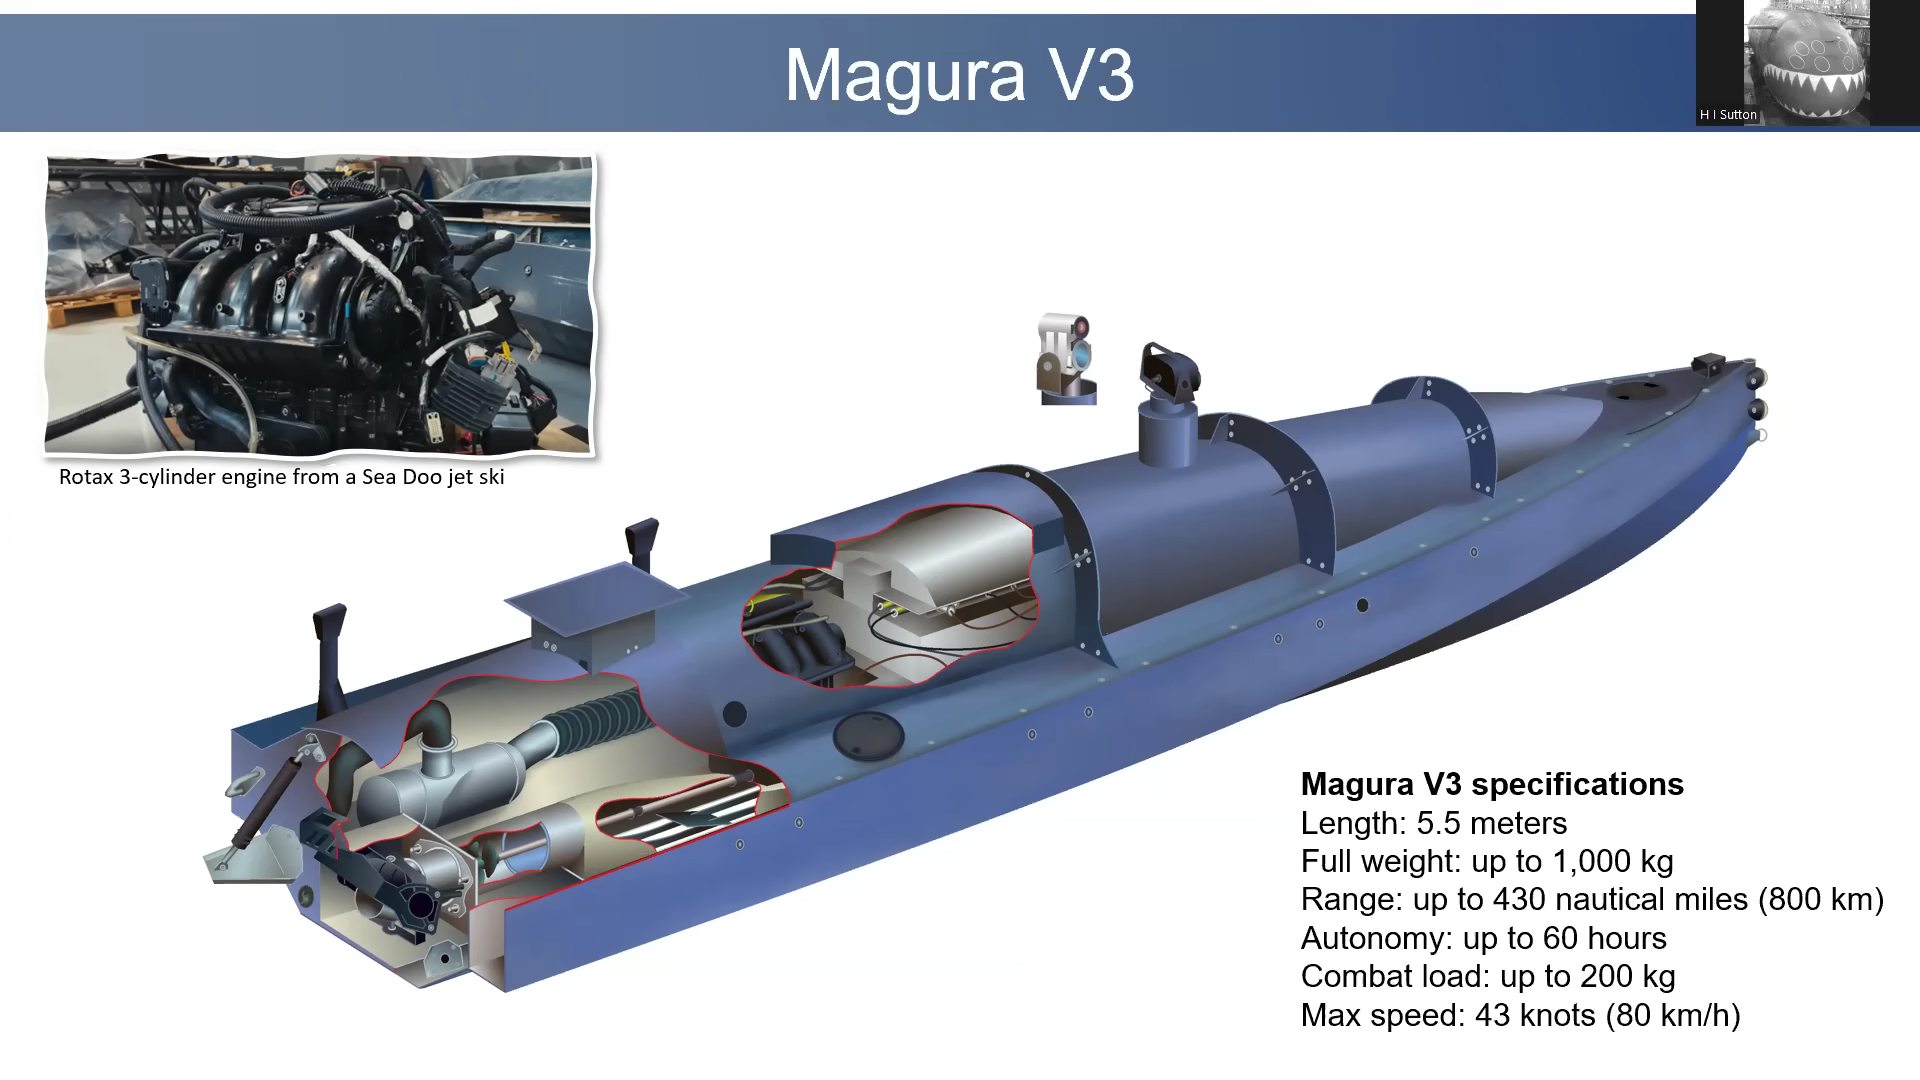 Magura V3
H I Sutton
Rotax 3-cylinder engine from a Sea Doo jet ski
Magura V3 specifications
Length: 5.5 meters
Full weight: up to 1,000 kg
Range: up to 430 nautical miles (800 km)
Autonomy: up to 60 hours
Combat load: up to 200 kg
Max speed: 43 knots (80 km/h)